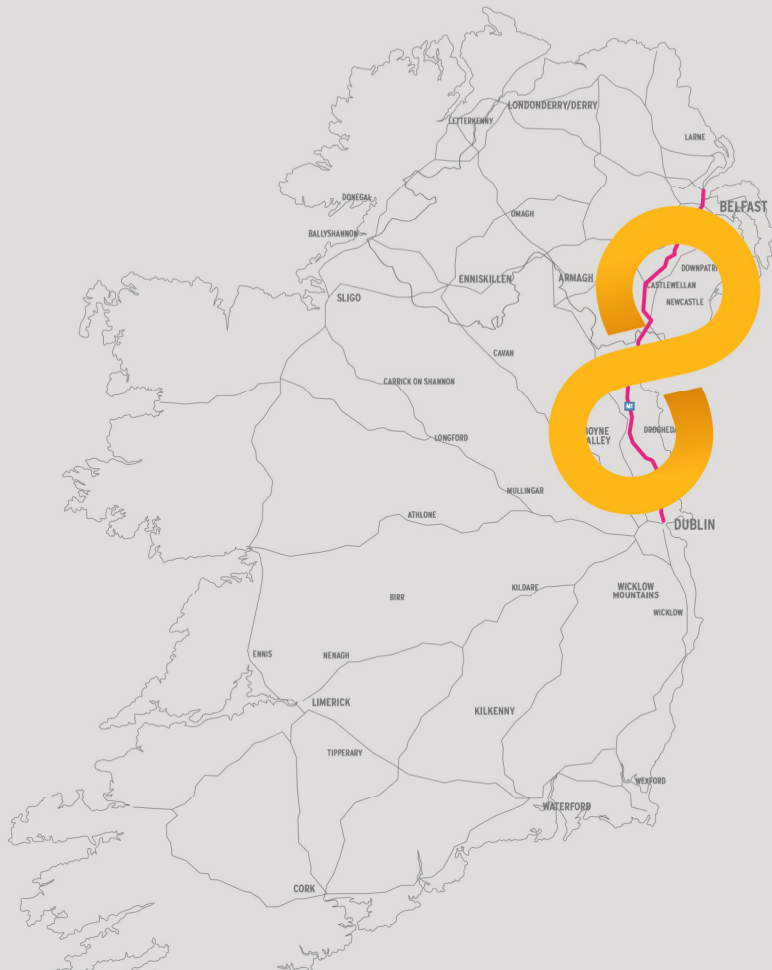 LONDONDERRY/DERRY
LETTERKENNY
LARNE
DONEGAL
BELFAST
OMAGH
BALLYSHANNON
DOWNPATRI
ENNISKILLEN
ARMAGH
CASTLEWELLAN
SLIGO
NEWCASTLE
CAVAN
CARRICK ON SHANNON
BOYNE
DROGHEDA
LONGFORD
ALLEY
MULLINGAR
ATHLONE
DUBLIN
KILDARE
WICKLOW
MOUNTAINS
BIRR
WICKLOW
ENNIS
NENAGH
LIMERICK
KILKENNY
TIPPERARY
WEXFORD
WATERFORD
CORK